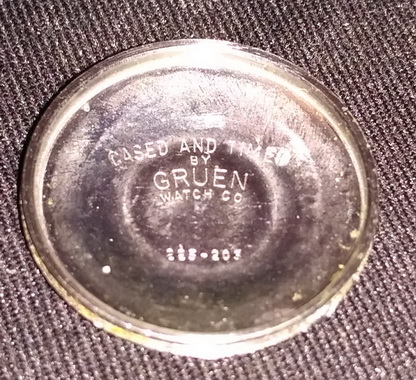 CASED AND TIMED
BY
GRUEN
WATCH CO